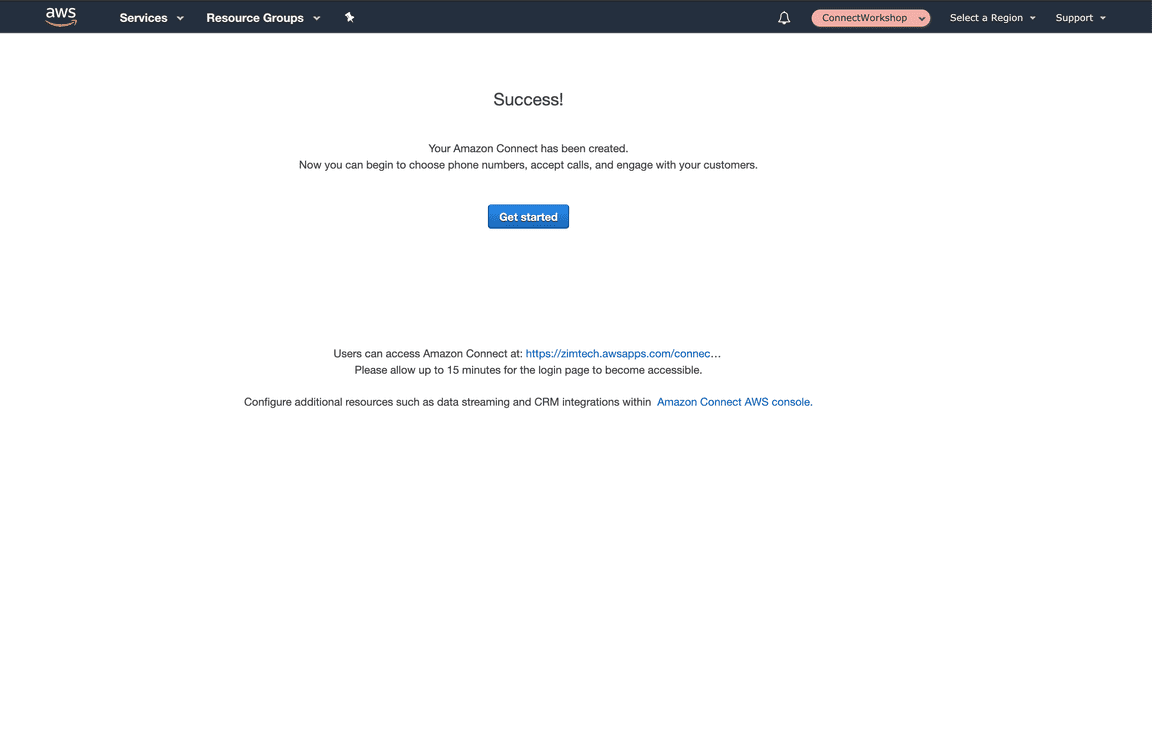 aws Services Resource Groups ConnectWorkshop Select a Region Support
Success!
Your Amazon Connect has been created.
Now you can begin to choose phone numbers, accept calls, and engage with your customers.
Get started
Users can access Amazon Connect at: https://zimtech.awsapps.com/connec…
Please allow up to 15 minutes for the login page to become accessible.
Configure additional resources such as data streaming and CRM integrations within Amazon Connect AWS console.